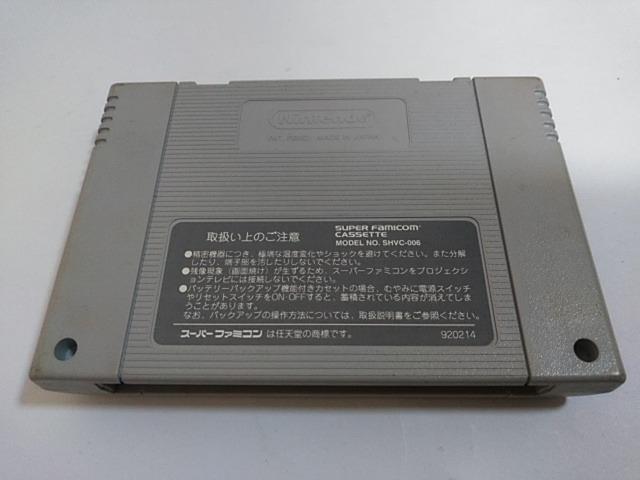 Nintendo
PAT. PEND. MADE IN JAPAN
取扱い上のご注意
SUPER FAMICOM
CASSETTE
MODEL NO. SHVC-006
●精密機器につき、極端な温度変化やショックを避けてください。また分解
したり、端子部を汚したりしないでください。
●残像現象（画面焼け）が生ずるため、スーパーファミコンをプロジェクショ
ンテレビには接続しないでください。
●バッテリーバックアップ機能付きカセットの場合、むやみに電源スイッチ
やリセットスイッチをON・OFFすると、蓄積されている内容が消えてしま
うことがあります。
なお、バックアップの操作方法については、取扱説明書をご参照ください。
スーパーファミコン は任天堂の商標です。
920214